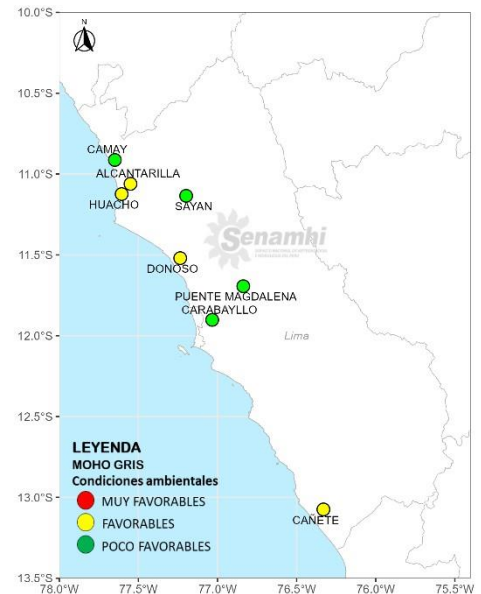 10.0°S
N
10.5°S
CAMAY
11.0°S
ALCANTARILLA
HUACHO
SAYAN
Senamhi
11.5°S
DONOSO
PUENTE MAGDALENA
CARABAYLLO
12.0°S
Lima
12.5°S
LEYENDA
MOHO GRIS
Condiciones ambientales
13.0°S
MUY FAVORABLES
FAVORABLES
CAÑETE
POCO FAVORABLES
13.5°S
78.0°W 77.5°W 77.0°W 76.5°W 76.0°W 75.5°W